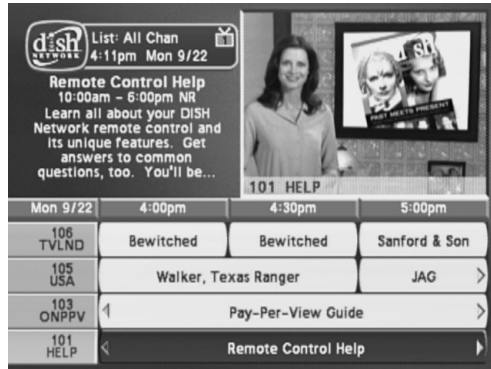 dish
NETWORK
List: All Chan
4:11pm Mon 9/22
1
Remote Control Help
10:00am – 6:00pm NR
Learn all about your DISH
Network remote control and
its unique features. Get
answers to common
questions, too. You'll be...
dish
PAST MEETS PRESENT
101 HELP
Mon 9/22 4:00pm 4:30pm 5:00pm
106
TVLND
Bewitched Bewitched Sanford & Son
105
USA
Walker, Texas Ranger JAG
103
ONPPV
Pay-Per-View Guide
101
HELP
Remote Control Help